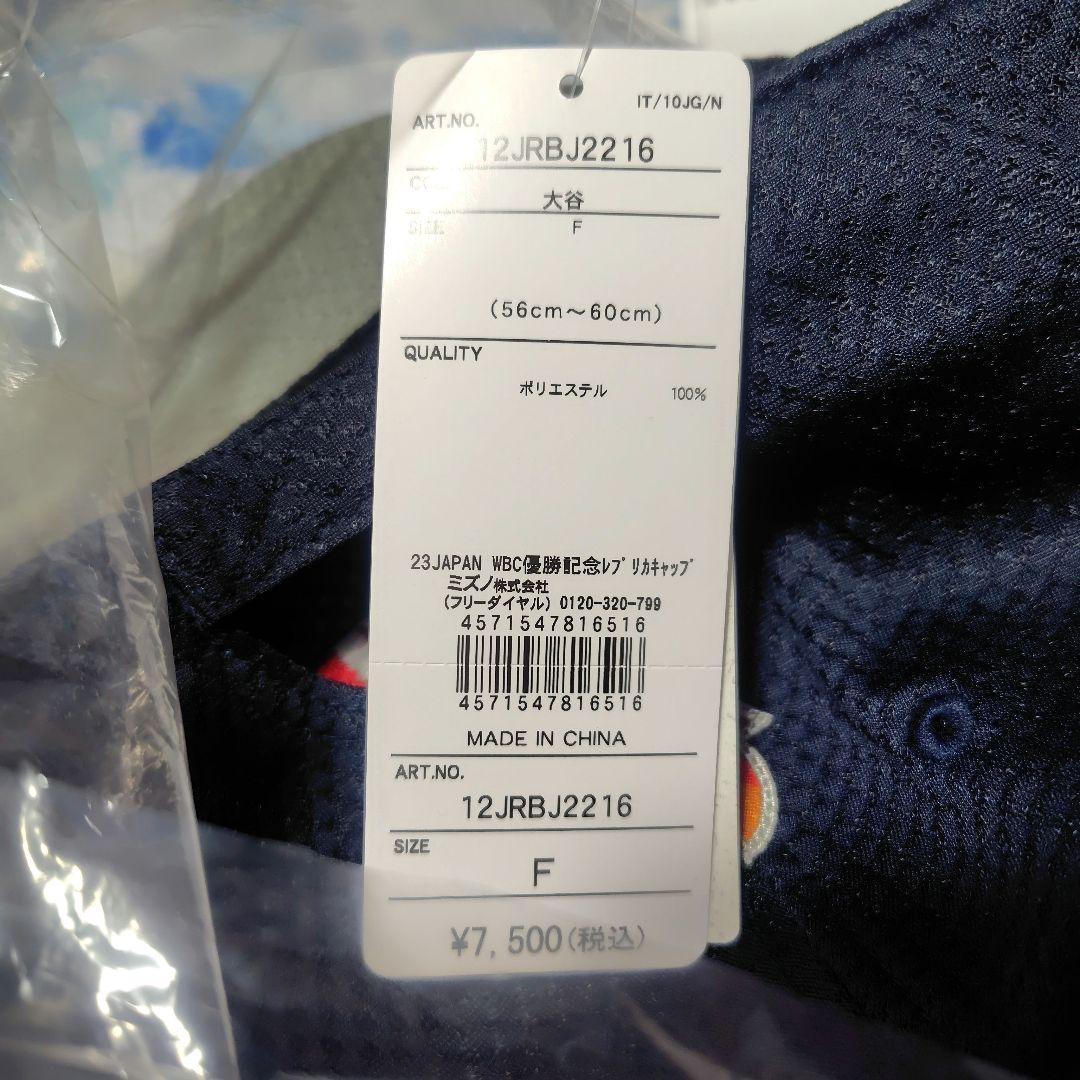 IT/10JG/N
ART.NO.
12JRBJ2216
大谷
SIZE
F
(56cm～60cm)
QUALITY
ポリエステル 100%
23JAPAN WBC優勝記念ﾚﾌﾟﾘｶｷｬｯﾌﾟ
ミズノ株式会社
(フリーダイヤル) 0120-320-799
4571547816516
4571547816516
MADE IN CHINA
ART.NO.
12JRBJ2216
SIZE
F
¥7,500(税込)